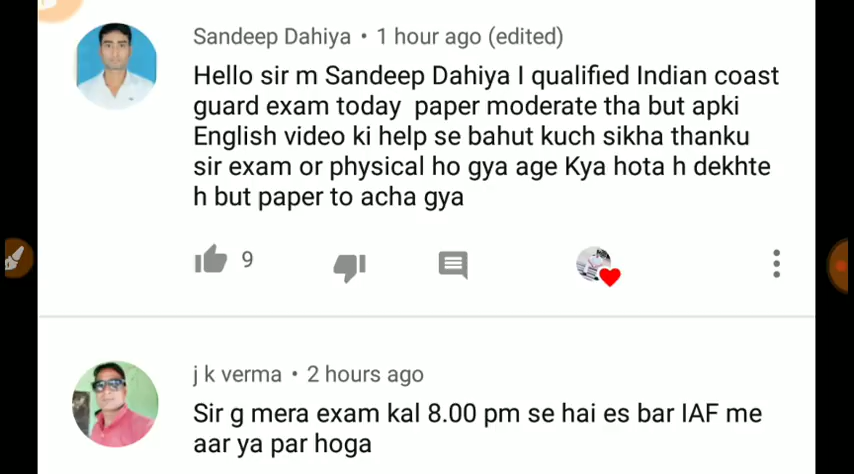 Sandeep Dahiya • 1 hour ago (edited)
Hello sir m Sandeep Dahiya I qualified Indian coast
guard exam today paper moderate tha but apki
English video ki help se bahut kuch sikha thanku
sir exam or physical ho gya age Kya hota h dekhte
h but paper to acha gya
9
j k verma • 2 hours ago
Sir g mera exam kal 8.00 pm se hai es bar IAF me
aar ya par hoga